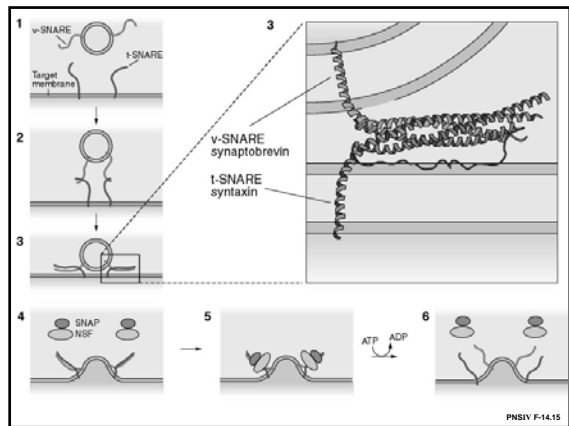 1
v-SNARE
t-SNARE
Target
membrane
2
3
3
v-SNARE
synaptobrevin
t-SNARE
syntaxin
4
SNAP
NSF
5
ATP
ADP
6
PNSIV F-14.15